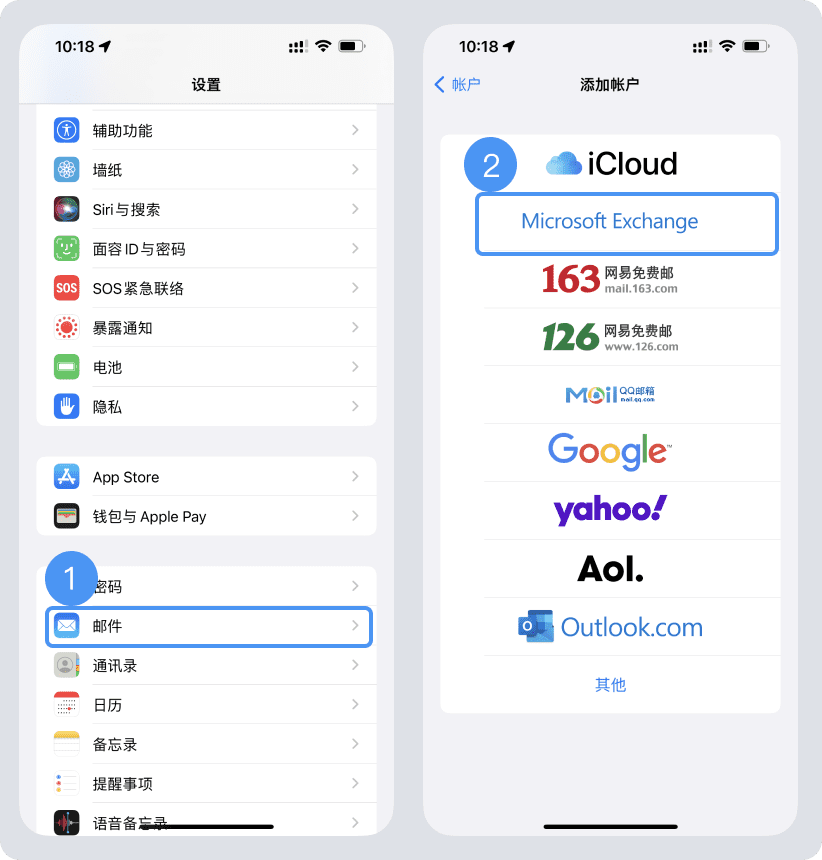 10:18
设置
辅助功能
墙纸
Siri与搜索
面容ID与密码
SOS
SOS紧急联络
暴露通知
电池
隐私
App Store
钱包与 Apple Pay
1
密码
邮件
通讯录
日历
备忘录
提醒事项
语音备忘录
10:18
帐户
添加帐户
2
iCloud
Microsoft Exchange
163 网易免费邮
mail.163.com
126 网易免费邮
www.126.com
Mail QQ邮箱
mail.qq.com
Google™
yahoo!
Aol.
Outlook.com
其他